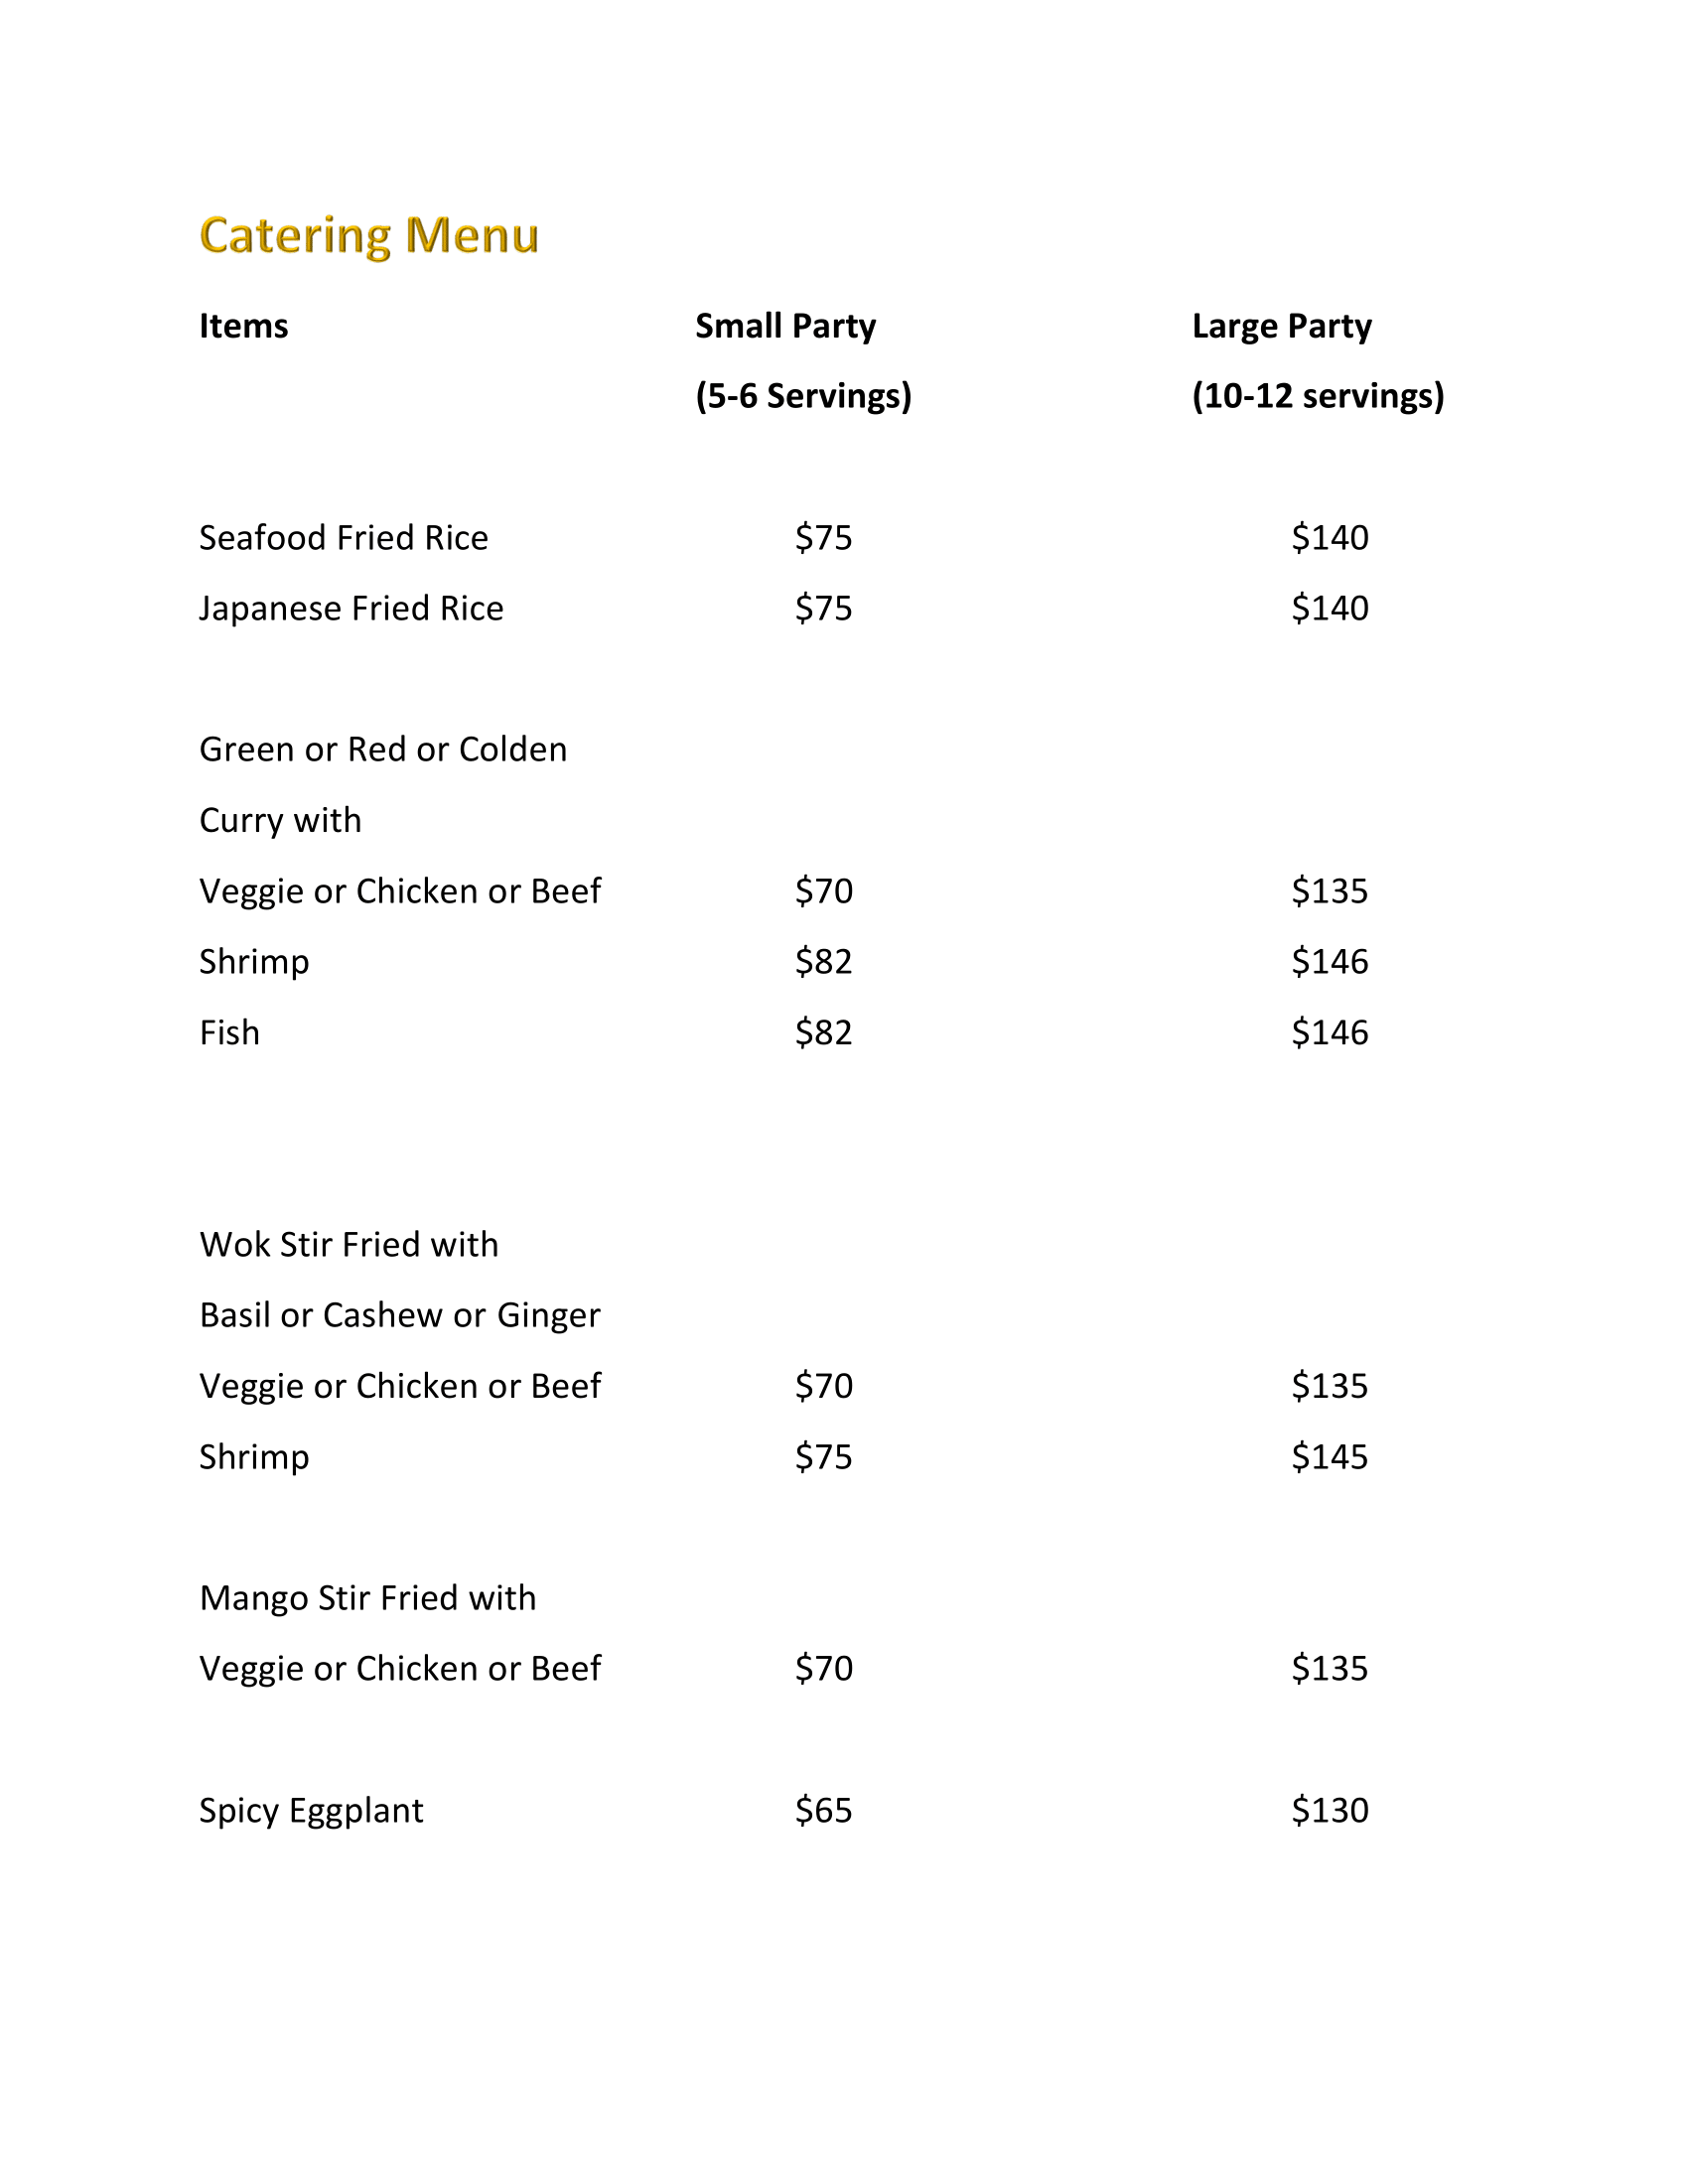 Catering Menu
Items Small Party Large Party
(5-6 Servings) (10-12 servings)
Seafood Fried Rice $75 $140
Japanese Fried Rice $75 $140
Green or Red or Colden
Curry with
Veggie or Chicken or Beef $70 $135
Shrimp $82 $146
Fish $82 $146
Wok Stir Fried with
Basil or Cashew or Ginger
Veggie or Chicken or Beef $70 $135
Shrimp $75 $145
Mango Stir Fried with
Veggie or Chicken or Beef $70 $135
Spicy Eggplant $65 $130